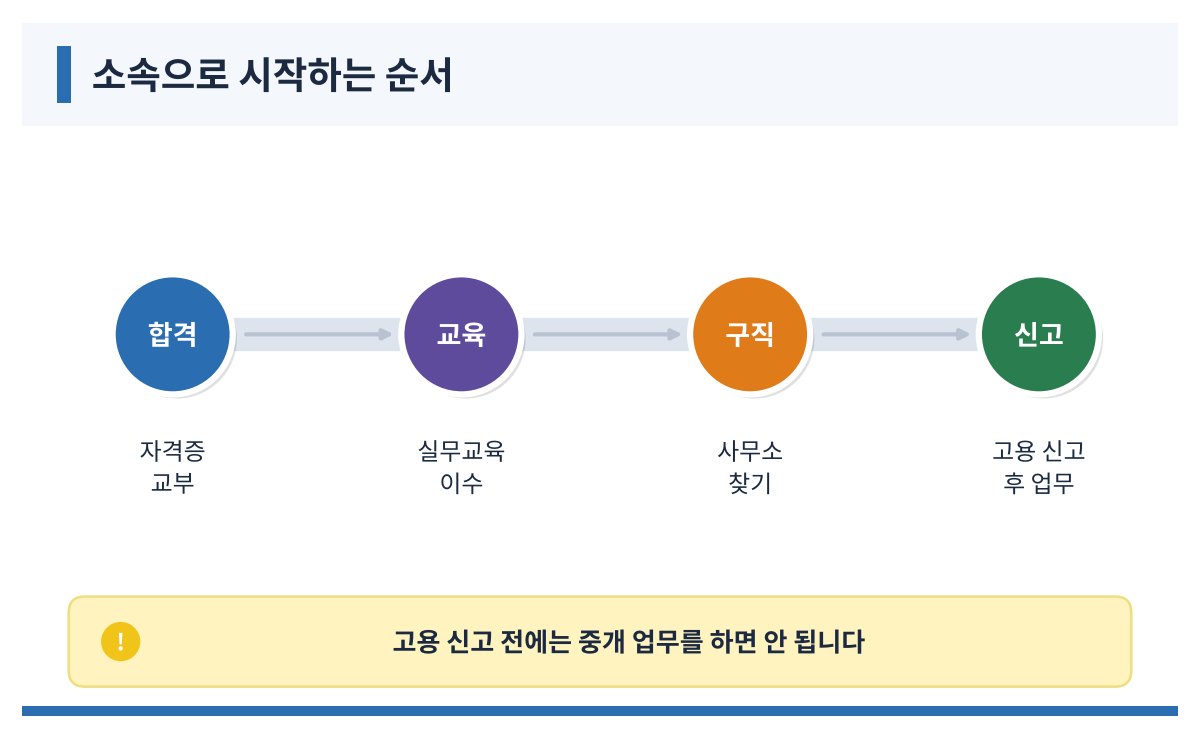 소속으로 시작하는 순서
합격
교육
구직
신고
자격증
교부
실무교육
이수
사무소
찾기
고용 신고
후 업무
!
고용 신고 전에는 중개 업무를 하면 안 됩니다